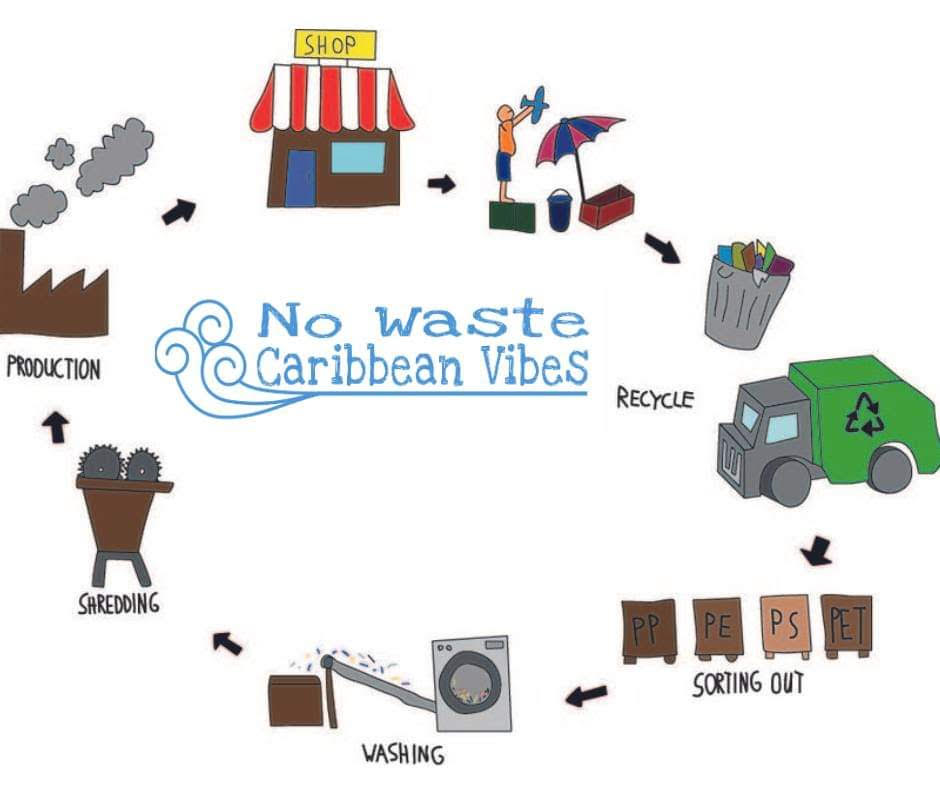 SHOP
No Waste
Caribbean Vibes
PRODUCTION
RECYCLE
SHREDDING
PP PE PS PET
SORTING OUT
WASHING